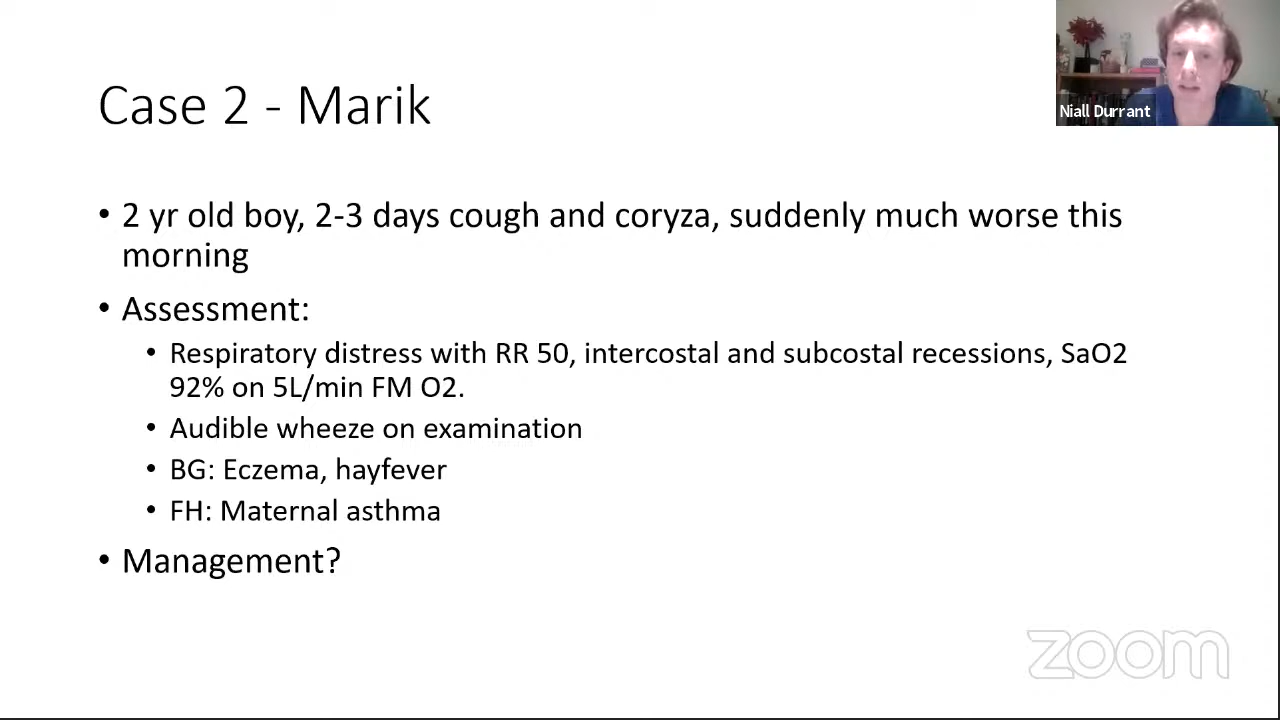 Case 2 - Marik
Niall Durrant
• 2 yr old boy, 2-3 days cough and coryza, suddenly much worse this
morning
• Assessment:
• Respiratory distress with RR 50, intercostal and subcostal recessions, SaO2
92% on 5L/min FM O2.
• Audible wheeze on examination
• BG: Eczema, hayfever
• FH: Maternal asthma
• Management?
zoom